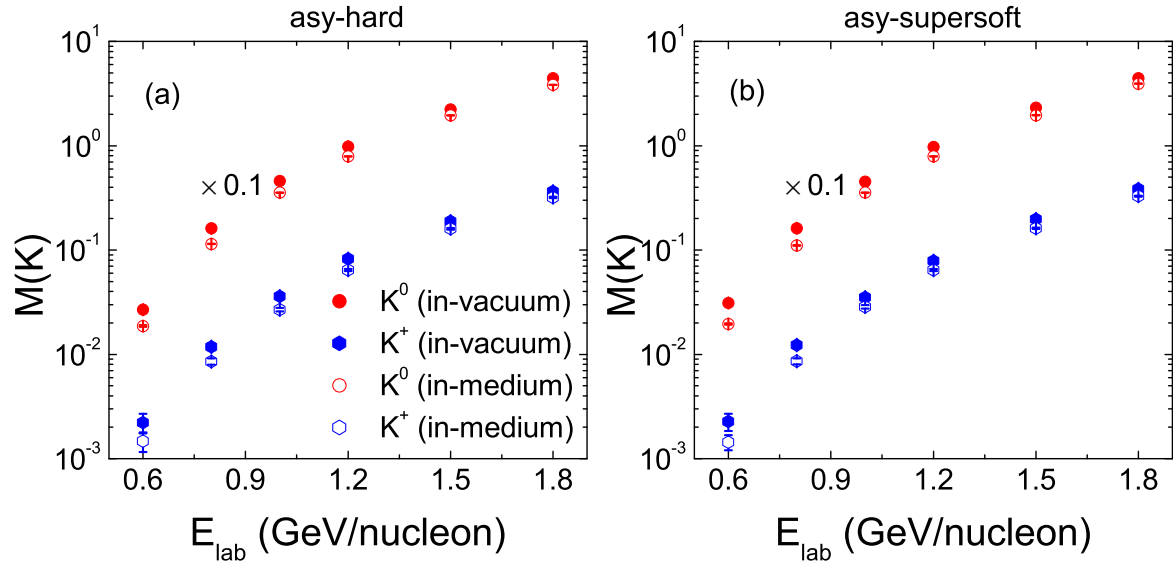 asy-hard
asy-supersoft
10^1
10^0
10^-1
10^-2
10^-3
M(K)
(a)
× 0.1
K^0 (in-vacuum)
K^+ (in-vacuum)
K^0 (in-medium)
K^+ (in-medium)
0.6 0.9 1.2 1.5 1.8
E_lab (GeV/nucleon)
10^1
10^0
10^-1
10^-2
10^-3
M(K)
(b)
× 0.1
0.6 0.9 1.2 1.5 1.8
E_lab (GeV/nucleon)